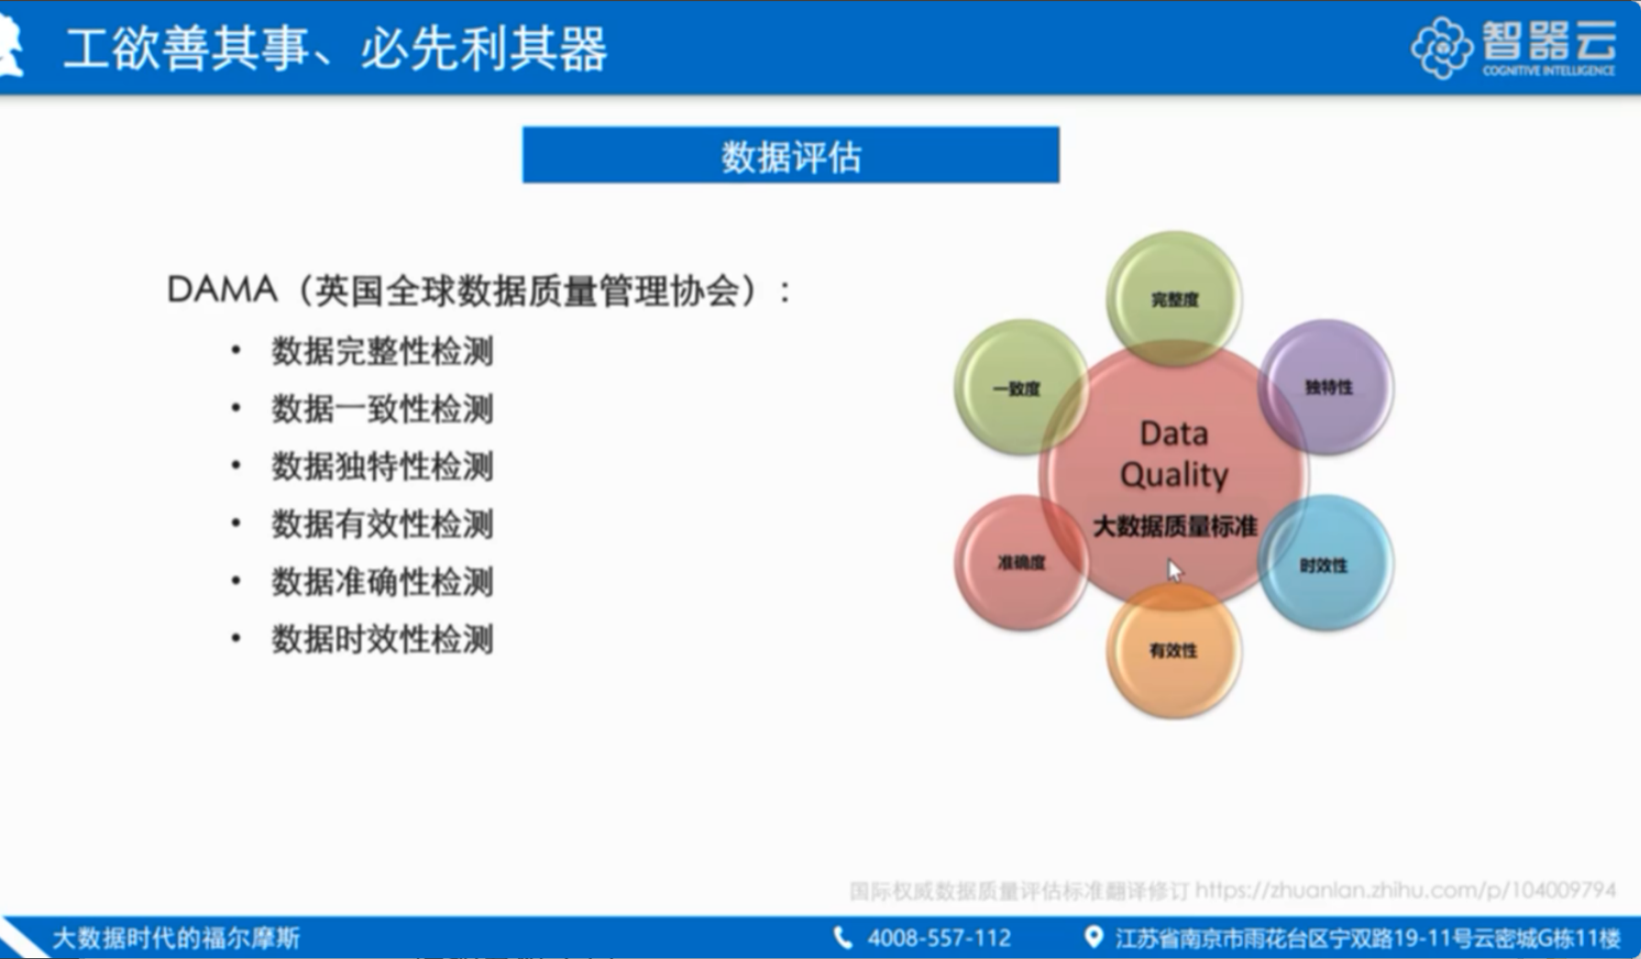 工欲善其事、必先利其器
智器云
COGNITIVE INTELLIGENCE
数据评估
DAMA（英国全球数据质量管理协会）:
• 数据完整性检测
• 数据一致性检测
• 数据独特性检测
• 数据有效性检测
• 数据准确性检测
• 数据时效性检测
完整度
一致度
独特性
Data
Quality
大数据质量标准
准确度
时效性
有效性
国际权威数据质量评估标准翻译修订 https://zhuanlan.zhihu.com/p/104009794
大数据时代的福尔摩斯
4008-557-112
江苏省南京市雨花台区宁双路19-11号云密城G栋11楼